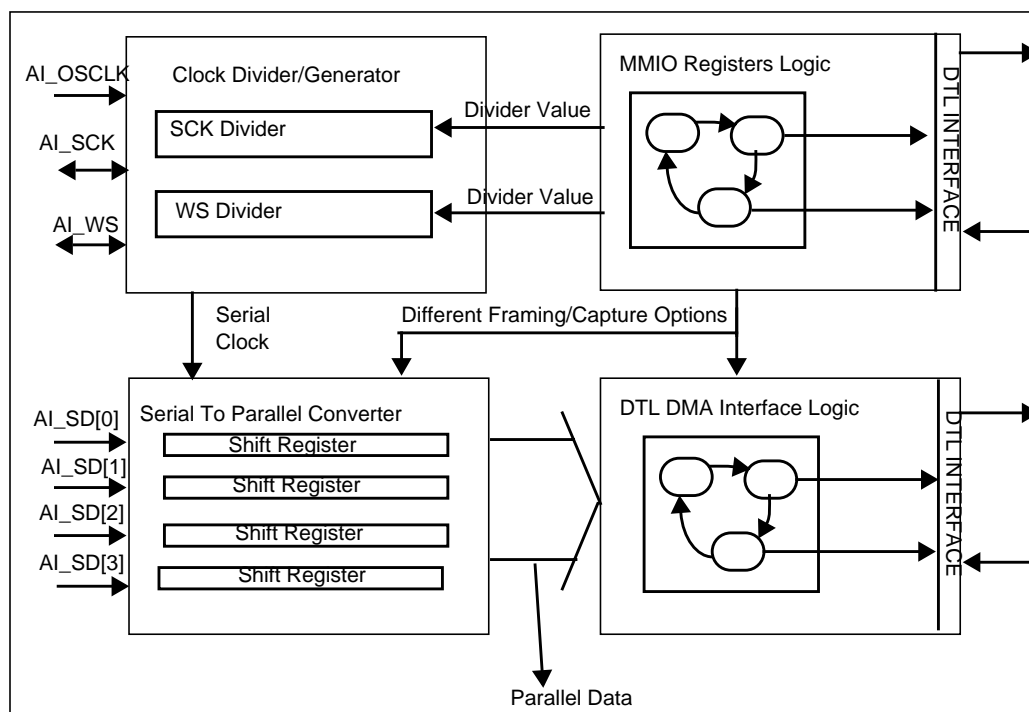 AI_OSCLK
Clock Divider/Generator
MMIO Registers Logic
SCK Divider
Divider Value
AI_SCK
WS Divider
Divider Value
AI_WS
DTL INTERFACE
Serial
Clock
Different Framing/Capture Options
AI_SD[0]
Serial To Parallel Converter
DTL DMA Interface Logic
Shift Register
AI_SD[1]
Shift Register
AI_SD[2]
Shift Register
AI_SD[3]
Shift Register
DTL INTERFACE
Parallel Data